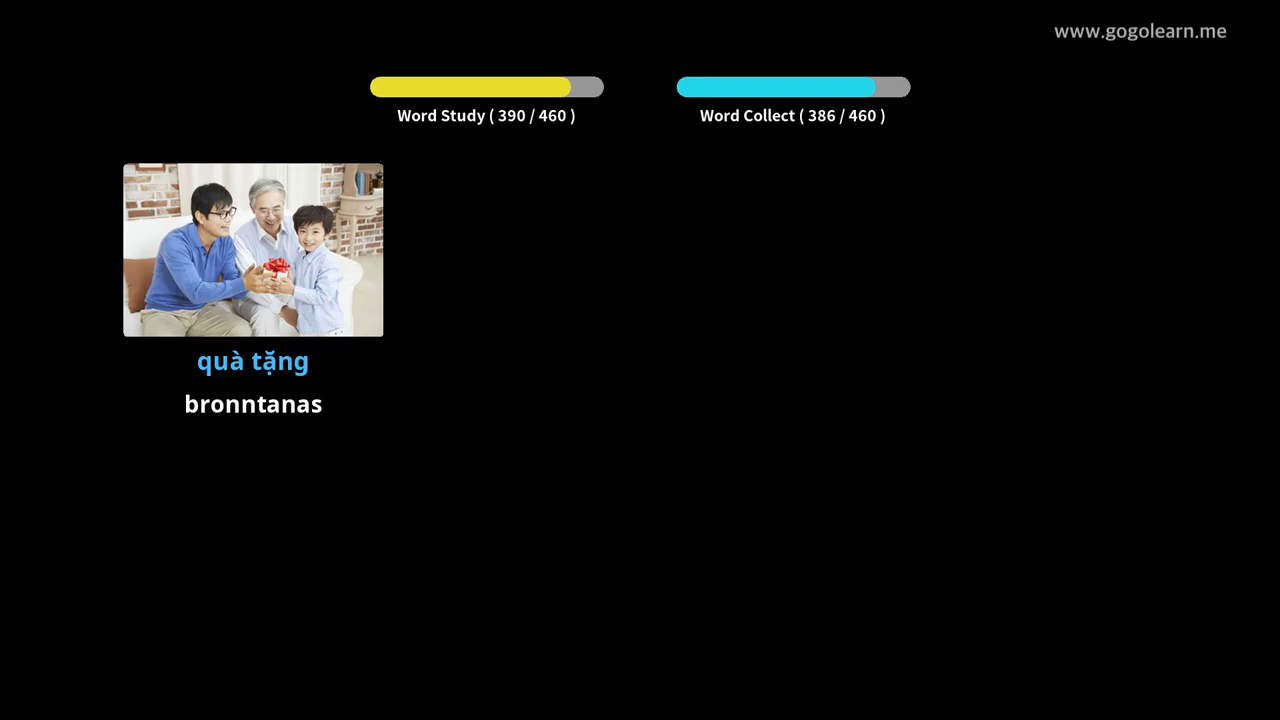 www.gogolearn.me
Word Study ( 390 / 460 )
Word Collect ( 386 / 460 )
quà tặng
bronntanas